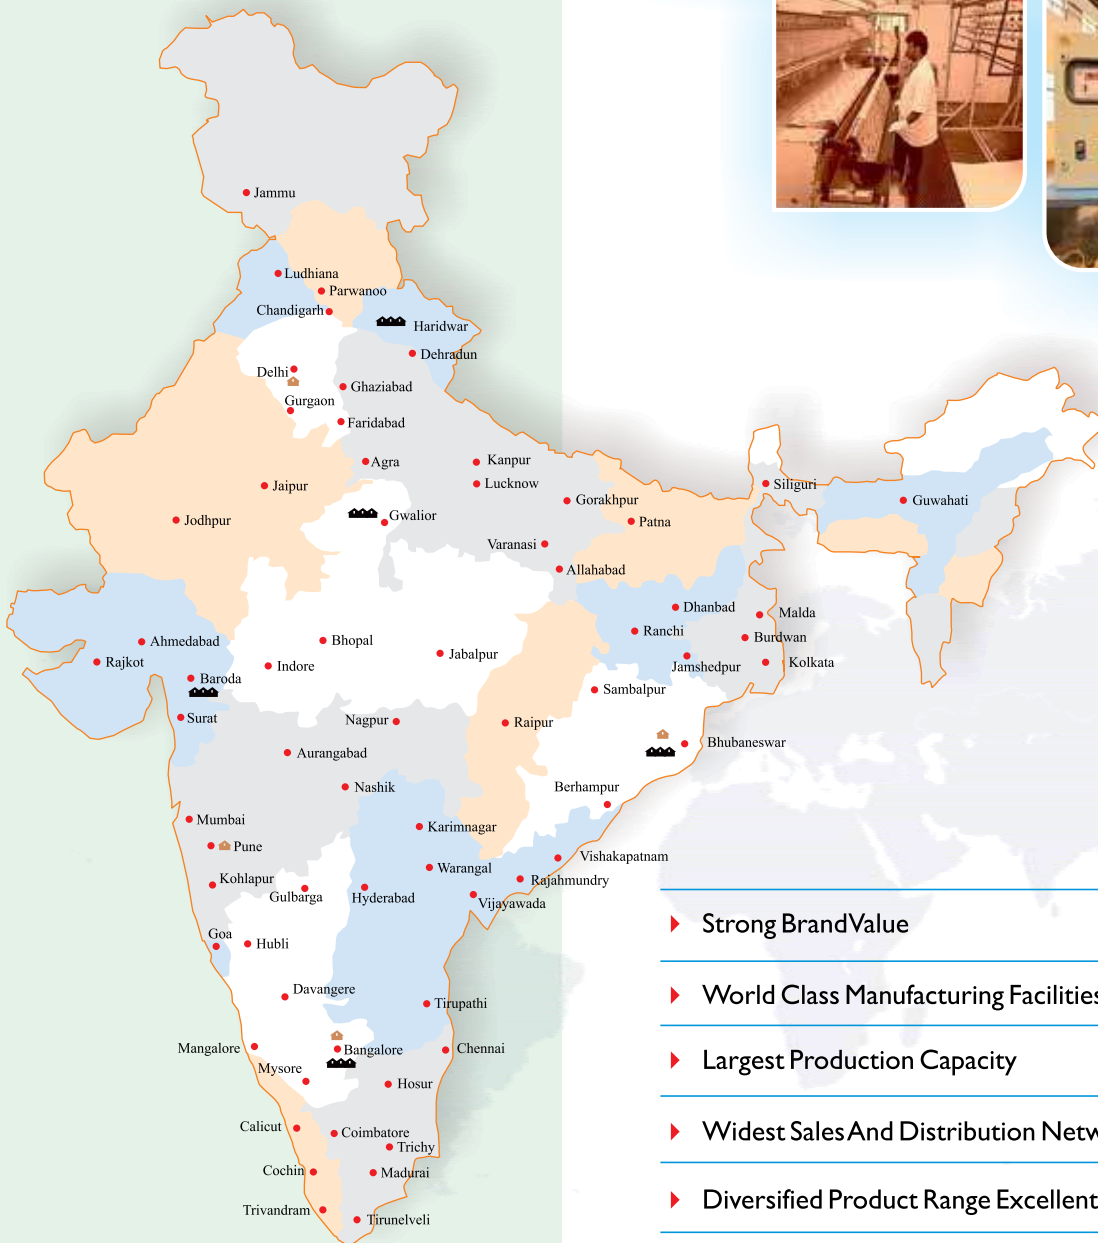 Jammu
Ludhiana
Parwanoo
Chandigarh
Haridwar
Dehradun
Delhi
Ghaziabad
Gurgaon
Faridabad
Agra
Kanpur
Lucknow
Jaipur
Siliguri
Gorakhpur
Guwahati
Gwalior
Jodhpur
Patna
Varanasi
Allahabad
Dhanbad
Malda
Ranchi
Burdwan
Ahmedabad
Bhopal
Jabalpur
Rajkot
Indore
Jamshedpur
Kolkata
Baroda
Sambalpur
Surat
Nagpur
Raipur
Bhubaneswar
Aurangabad
Nashik
Berhampur
Mumbai
Karimnagar
Pune
Vishakapatnam
Warangal
Kohlapur
Rajahmundry
Gulbarga
Hyderabad
Vijayawada
Strong BrandValue
Goa
Hubli
Davangere
World Class Manufacturing Facilities
Tirupathi
Mangalore
Bangalore
Chennai
Largest Production Capacity
Mysore
Hosur
Calicut
Coimbatore
Widest Sales And Distribution Netw
Trichy
Cochin
Madurai
Diversified Product Range Excellent
Trivandram
Tirunelveli